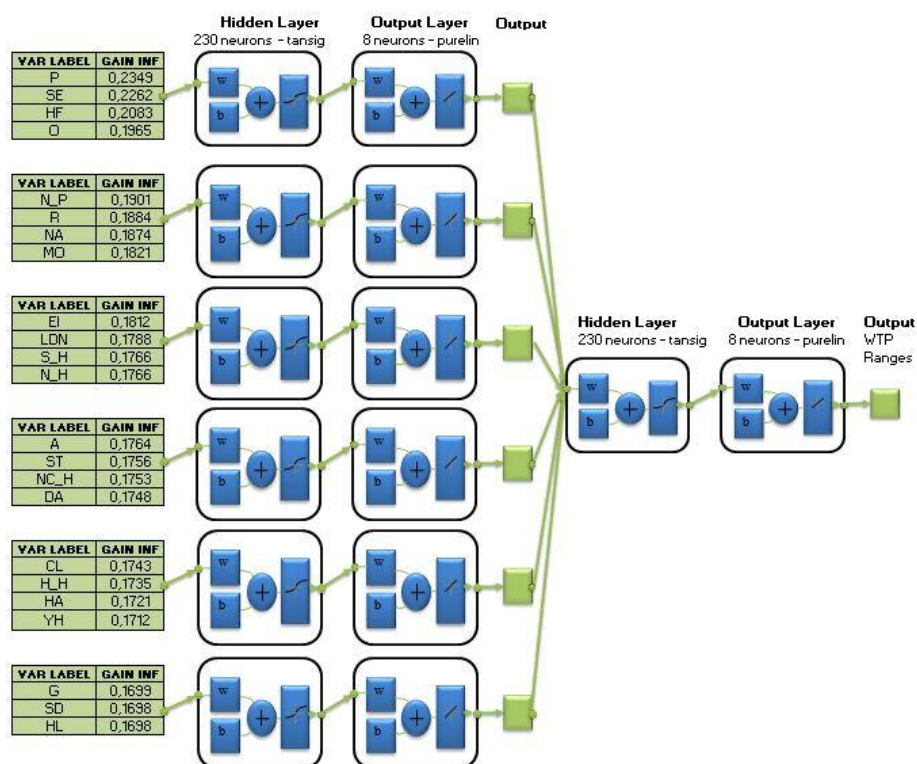 Hidden Layer
230 neurons - tansig
Output Layer
8 neurons - purelin
Output
VAR LABEL GAIN INF
P 0,2349
SE 0,2262
HF 0,2083
O 0,1965
w
b
+
w
b
+
VAR LABEL GAIN INF
N_P 0,1901
R 0,1884
NA 0,1874
MO 0,1821
w
b
+
w
b
+
VAR LABEL GAIN INF
EI 0,1812
LDN 0,1788
S_H 0,1766
N_H 0,1766
w
b
+
w
b
+
Hidden Layer
230 neurons - tansig
Output Layer
8 neurons - purelin
Output
WTP
Ranges
w
b
+
w
b
+
VAR LABEL GAIN INF
A 0,1764
ST 0,1756
NC_H 0,1753
DA 0,1748
w
b
+
w
b
+
VAR LABEL GAIN INF
CL 0,1743
H_H 0,1735
HA 0,1721
YH 0,1712
w
b
+
w
b
+
VAR LABEL GAIN INF
G 0,1699
SD 0,1698
HL 0,1698
w
b
+
w
b
+